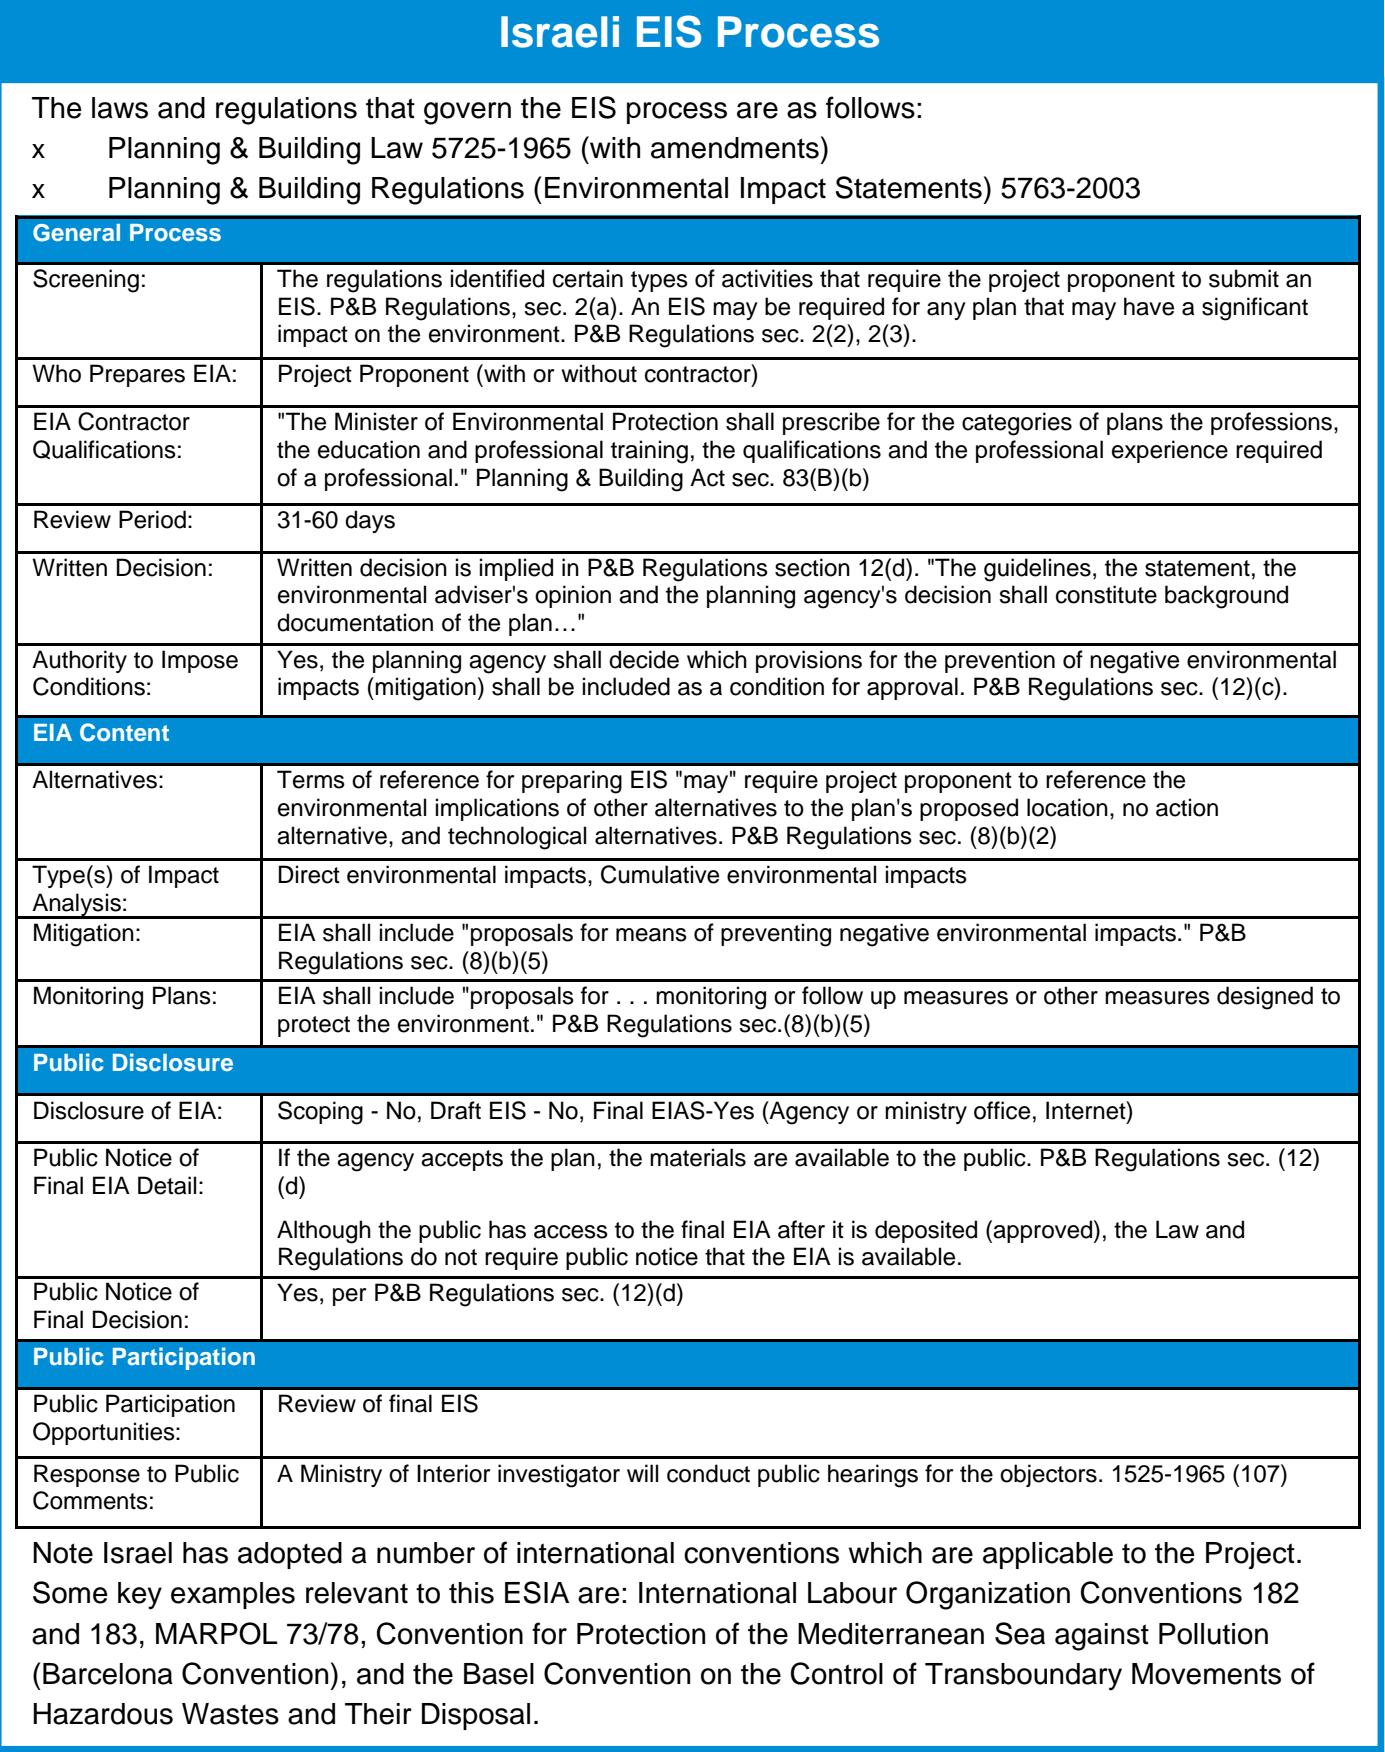 Israeli EIS Process
The laws and regulations that govern the EIS process are as follows:
x Planning & Building Law 5725-1965 (with amendments)
x Planning & Building Regulations (Environmental Impact Statements) 5763-2003
General Process
Screening:
The regulations identified certain types of activities that require the project proponent to submit an
EIS. P&B Regulations, sec. 2(a). An EIS may be required for any plan that may have a significant
impact on the environment. P&B Regulations sec. 2(2), 2(3).
Who Prepares EIA:
Project Proponent (with or without contractor)
EIA Contractor
Qualifications:
"The Minister of Environmental Protection shall prescribe for the categories of plans the professions,
the education and professional training, the qualifications and the professional experience required
of a professional." Planning & Building Act sec. 83(B)(b)
Review Period:
31-60 days
Written Decision:
Written decision is implied in P&B Regulations section 12(d). "The guidelines, the statement, the
environmental adviser's opinion and the planning agency's decision shall constitute background
documentation of the plan…"
Authority to Impose
Conditions:
Yes, the planning agency shall decide which provisions for the prevention of negative environmental
impacts (mitigation) shall be included as a condition for approval. P&B Regulations sec. (12)(c).
EIA Content
Alternatives:
Terms of reference for preparing EIS "may" require project proponent to reference the
environmental implications of other alternatives to the plan's proposed location, no action
alternative, and technological alternatives. P&B Regulations sec. (8)(b)(2)
Type(s) of Impact
Analysis:
Direct environmental impacts, Cumulative environmental impacts
Mitigation:
EIA shall include "proposals for means of preventing negative environmental impacts." P&B
Regulations sec. (8)(b)(5)
Monitoring Plans:
EIA shall include "proposals for . . . monitoring or follow up measures or other measures designed to
protect the environment." P&B Regulations sec.(8)(b)(5)
Public Disclosure
Disclosure of EIA:
Scoping - No, Draft EIS - No, Final EIAS-Yes (Agency or ministry office, Internet)
Public Notice of
Final EIA Detail:
If the agency accepts the plan, the materials are available to the public. P&B Regulations sec. (12)
(d)
Although the public has access to the final EIA after it is deposited (approved), the Law and
Regulations do not require public notice that the EIA is available.
Public Notice of
Final Decision:
Yes, per P&B Regulations sec. (12)(d)
Public Participation
Public Participation
Opportunities:
Review of final EIS
Response to Public
Comments:
A Ministry of Interior investigator will conduct public hearings for the objectors. 1525-1965 (107)
Note Israel has adopted a number of international conventions which are applicable to the Project.
Some key examples relevant to this ESIA are: International Labour Organization Conventions 182
and 183, MARPOL 73/78, Convention for Protection of the Mediterranean Sea against Pollution
(Barcelona Convention), and the Basel Convention on the Control of Transboundary Movements of
Hazardous Wastes and Their Disposal.